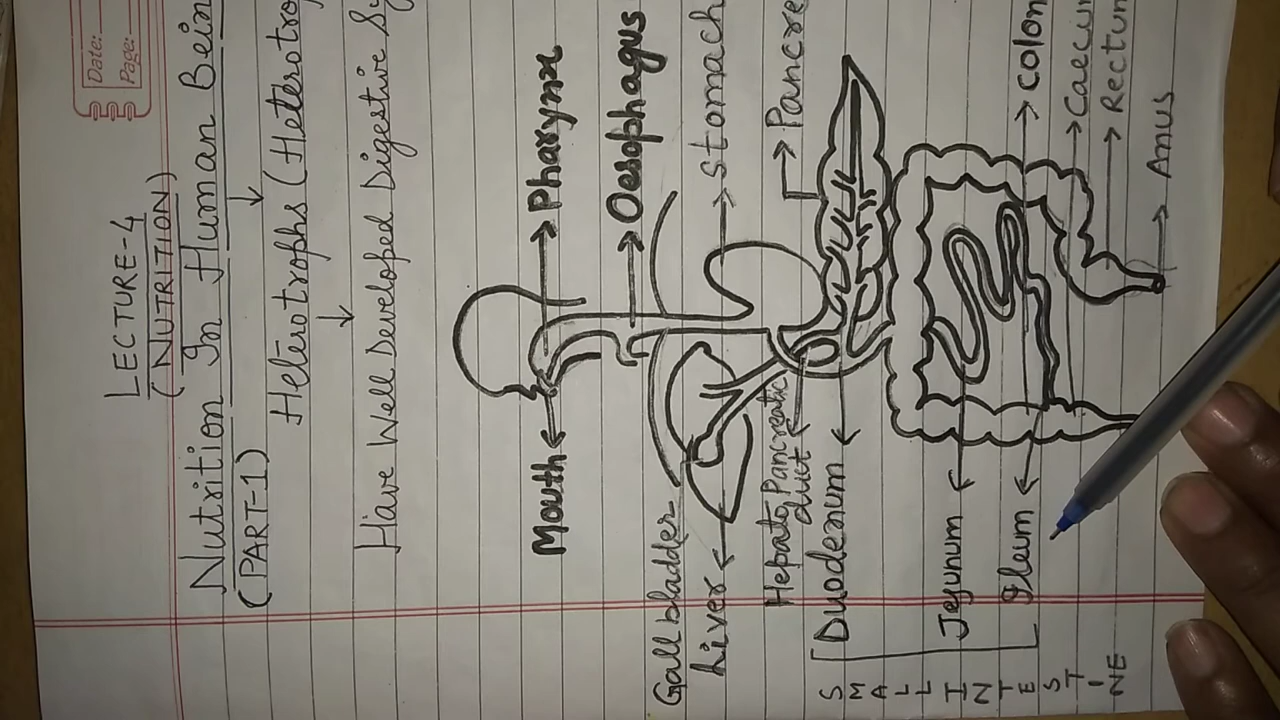 Date:
Page:
LECTURE-4
(NUTRITION)
Nutrition In Human Bein
(PART-1)
Heterotrophs (Heterotro
Have Well Developed Digestive Sy
Mouth
Pharynx
Oesophagus
Gall bladder
Liver
Stomach
Hepato Pancreatic
duct
Pancre
Duodenum
Jejunum
Ileum
Colon
Caecum
Rectum
Anus
SMALL INTESTINE